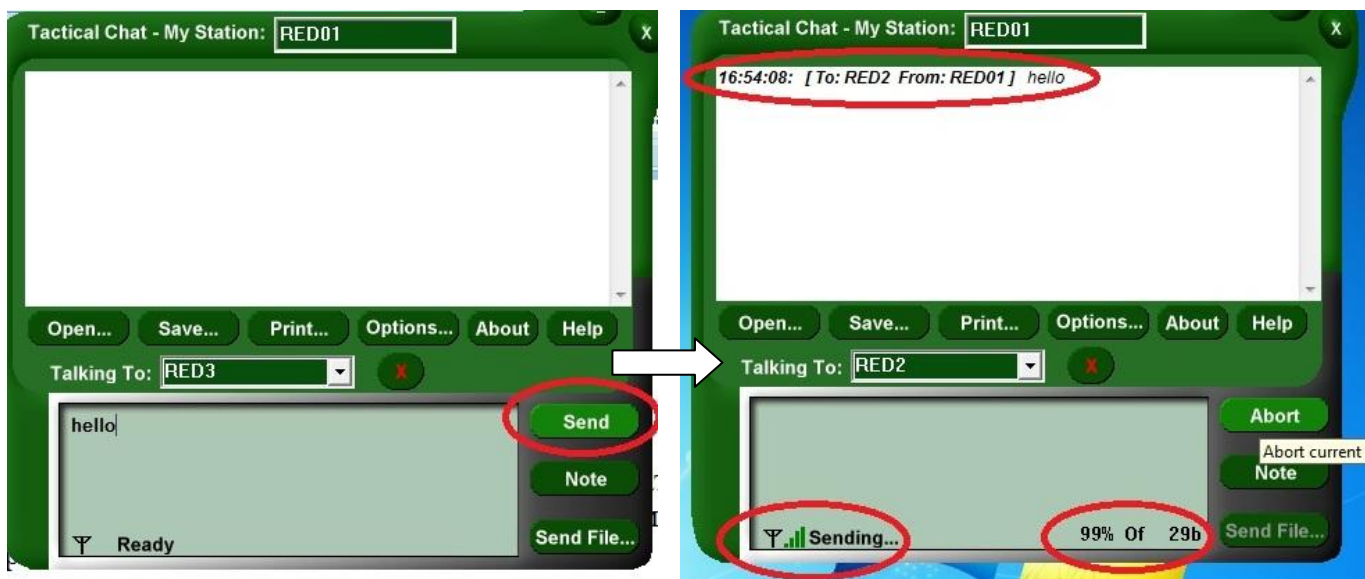 Tactical Chat - My Station: RED01
x
Open... Save... Print... Options... About Help
Talking To: RED3
X
hello
Send
Note
Ready
Send File...
Tactical Chat - My Station: RED01
x
16:54:08: [ To: RED2 From: RED01 ] hello
Open... Save... Print... Options... About Help
Talking To: RED2
X
Abort
Abort current
Note
Sending... 99% Of 29b
Send File...